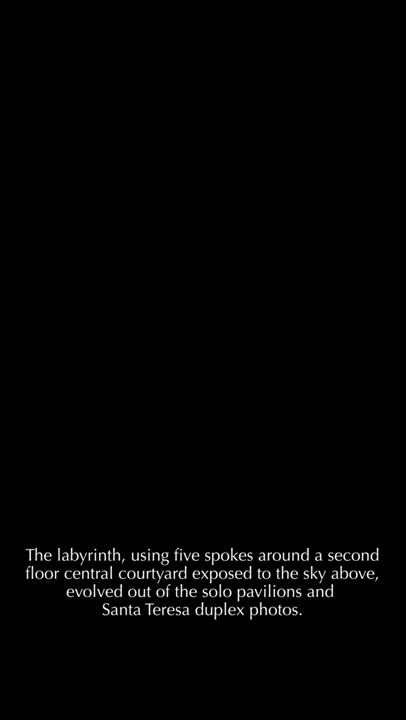 The labyrinth, using five spokes around a second
floor central courtyard exposed to the sky above,
evolved out of the solo pavilions and
Santa Teresa duplex photos.